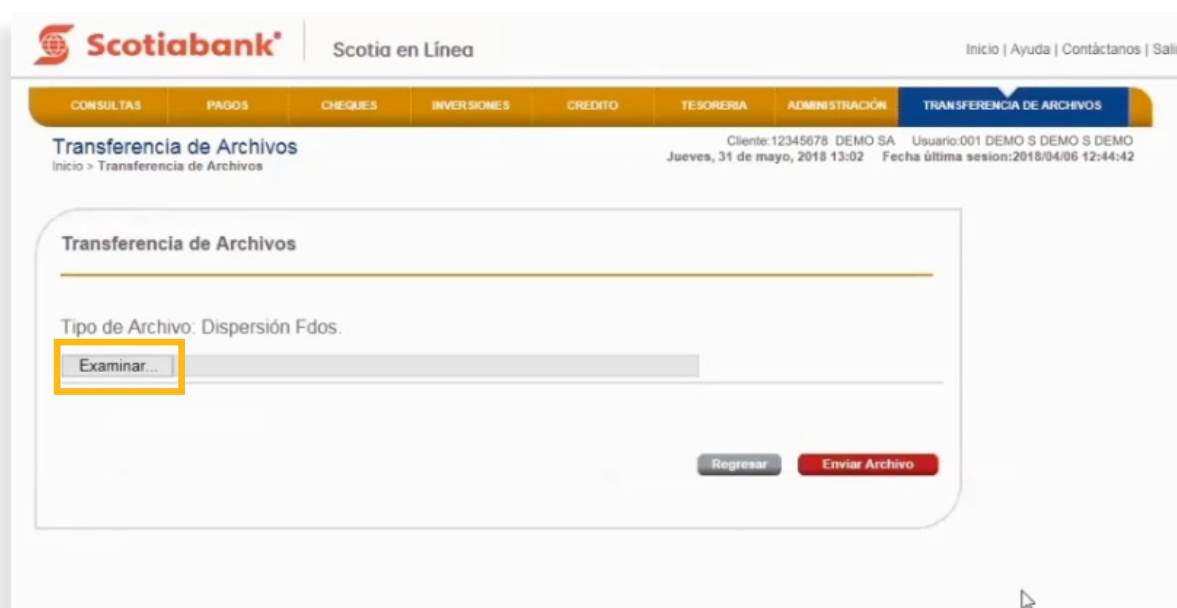 Scotiabank® Scotia en Línea Inicio | Ayuda | Contáctanos | Sali
CONSULTAS PAGOS CHEQUES INVERSIONES CREDITO TESORERIA ADMINISTRACIÓN TRANSFERENCIA DE ARCHIVOS
Transferencia de Archivos Cliente:12345678 DEMO SA Usuario:001 DEMO S DEMO S DEMO
Inicio > Transferencia de Archivos Jueves, 31 de mayo, 2018 13:02 Fecha última sesion:2018/04/06 12:44:42
Transferencia de Archivos
Tipo de Archivo: Dispersión Fdos.
Examinar...
Regresar Enviar Archivo